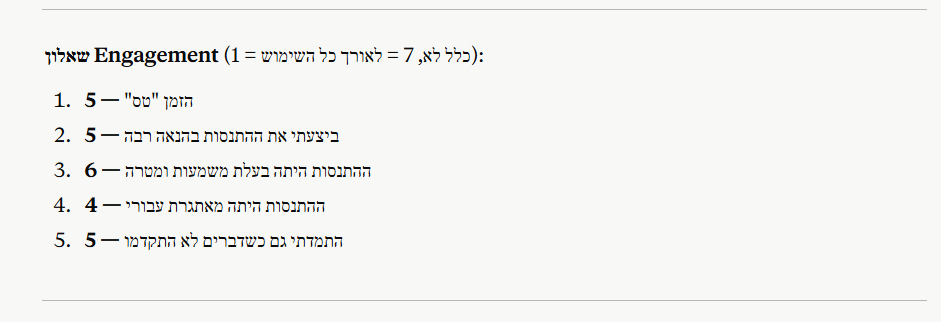 שאלון Engagement (1 = כלל לא, 7 = לאורך כל השימוש):
1. 5 — הזמן "טס"
2. 5 — ביצעתי את ההתנסות בהנאה רבה
3. 6 — ההתנסות היתה בעלת משמעות ומטרה
4. 4 — ההתנסות היתה מאתגרת עבורי
5. 5 — התמדתי גם כשדברים לא התקדמו